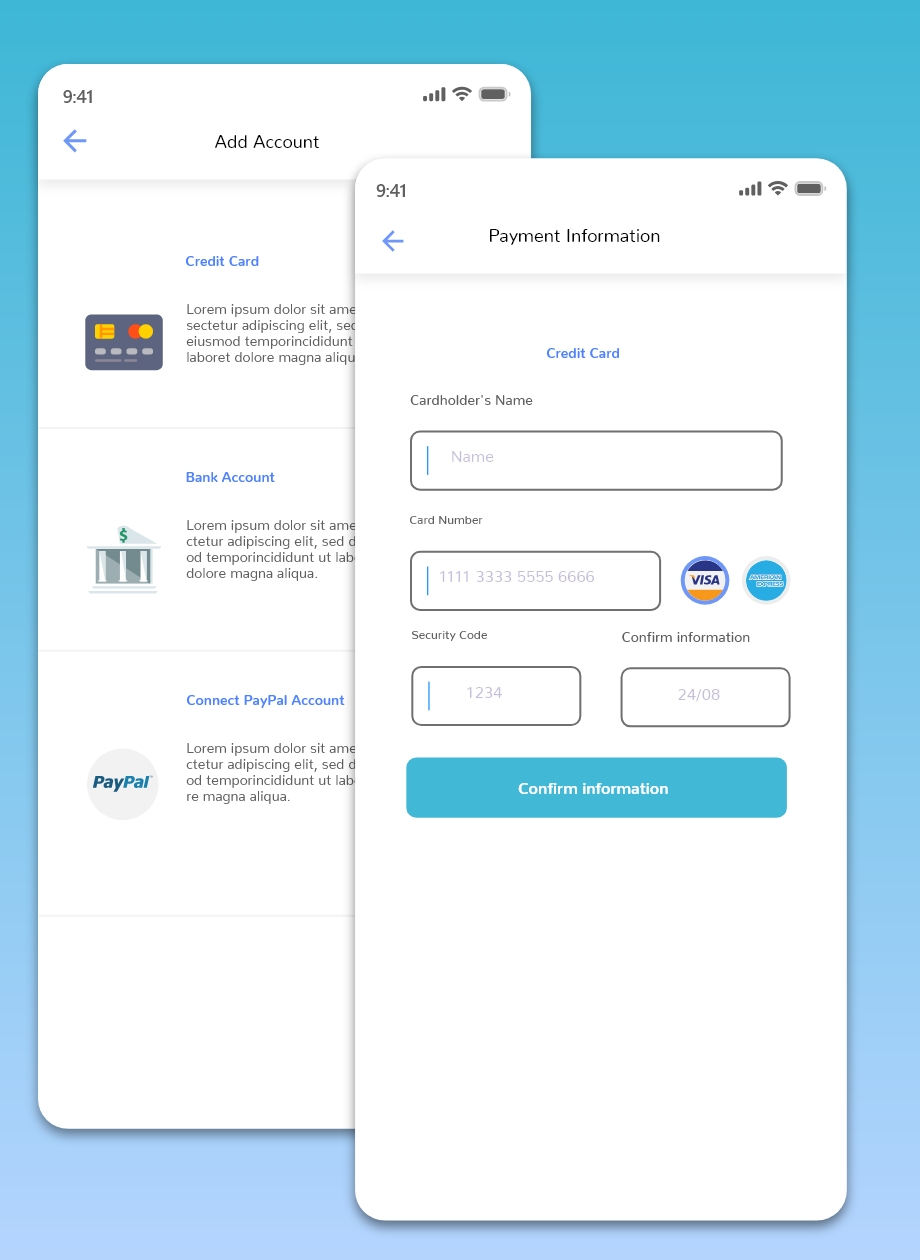 9:41
Add Account
Credit Card
Lorem ipsum dolor sit ame
sectetur adipiscing elit, sec
eiusmod temporincididunt
laboret dolore magna aliqu
Bank Account
$
Lorem ipsum dolor sit ame
ctetur adipiscing elit, sed d
od temporincididunt ut lab
dolore magna aliqua.
Connect PayPal Account
Lorem ipsum dolor sit ame
ctetur adipiscing elit, sed d
od temporincididunt ut lab
re magna aliqua.
PayPal
9:41
Payment Information
Credit Card
Cardholder's Name
Name
Card Number
1111 3333 5555 6666
VISA
AMERICAN
EXPRESS
Security Code
Confirm information
1234
24/08
Confirm information